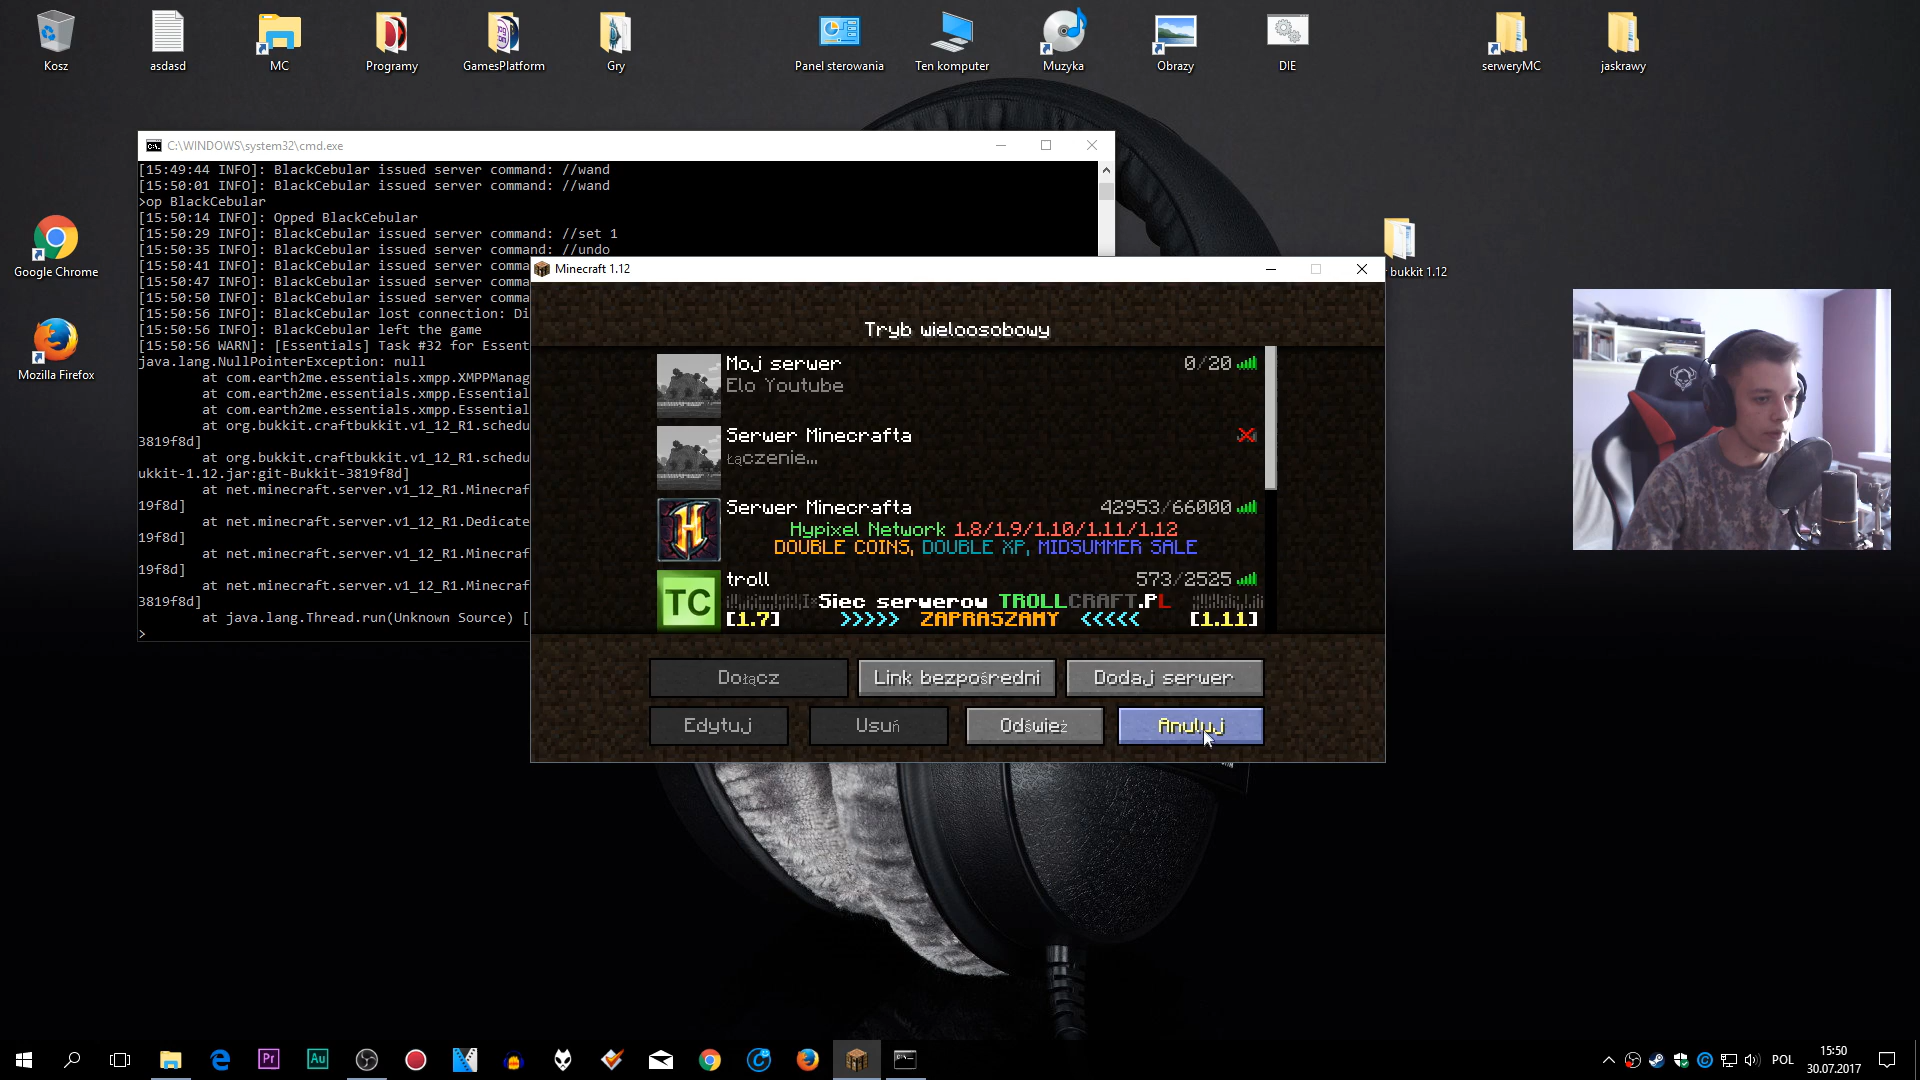 Kosz
asdasd
MC
Programy
GamesPlatform
Gry
Panel sterowania
Ten komputer
Muzyka
Obrazy
DIE
serweryMC
jaskrawy
Google Chrome
Mozilla Firefox
bukkit 1.12
C:\WINDOWS\system32\cmd.exe
[15:49:44 INFO]: BlackCebular issued server command: //wand
[15:50:01 INFO]: BlackCebular issued server command: //wand
>op BlackCebular
[15:50:14 INFO]: Opped BlackCebular
[15:50:29 INFO]: BlackCebular issued server command: //set 1
[15:50:35 INFO]: BlackCebular issued server command: //undo
[15:50:41 INFO]: BlackCebular issued server comma
[15:50:47 INFO]: BlackCebular issued server comma
[15:50:50 INFO]: BlackCebular issued server comma
[15:50:56 INFO]: BlackCebular lost connection: Di
[15:50:56 INFO]: BlackCebular left the game
[15:50:56 WARN]: [Essentials] Task #32 for Essent
java.lang.NullPointerException: null
at com.earth2me.essentials.xmpp.XMPPManag
at com.earth2me.essentials.xmpp.Essential
at com.earth2me.essentials.xmpp.Essential
at org.bukkit.craftbukkit.v1_12_R1.schedu
3819f8d]
at org.bukkit.craftbukkit.v1_12_R1.schedu
ukkit-1.12.jar:git-Bukkit-3819f8d]
at net.minecraft.server.v1_12_R1.Minecraf
19f8d]
at net.minecraft.server.v1_12_R1.Dedicate
19f8d]
at net.minecraft.server.v1_12_R1.Minecraf
19f8d]
at net.minecraft.server.v1_12_R1.Minecraf
3819f8d]
at java.lang.Thread.run(Unknown Source) [
>
Minecraft 1.12
Tryb wieloosobowy
Moj serwer 0/20
Elo Youtube
Serwer Minecrafta
Łączenie...
Serwer Minecrafta 42953/66000
Hypixel Network 1.8/1.9/1.10/1.11/1.12
DOUBLE COINS, DOUBLE XP, MIDSUMMER SALE
troll 573/2525
TC
Siec serwerow TROLLCRAFT.PL
[1.7] >>>>> ZAPRASZAMY <<<<< [1.11]
Dołącz
Link bezpośredni
Dodaj serwer
Edytuj
Usuń
Odśwież
Anuluj
Pr
Au
POL
15:50
30.07.2017